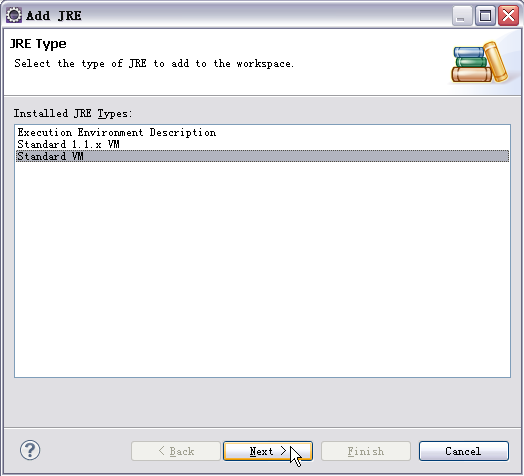 Add JRE
JRE Type
Select the type of JRE to add to the workspace.
Installed JRE Types:
Execution Environment Description
Standard 1.1.x VM
Standard VM
?
< Back
Next >
Finish
Cancel